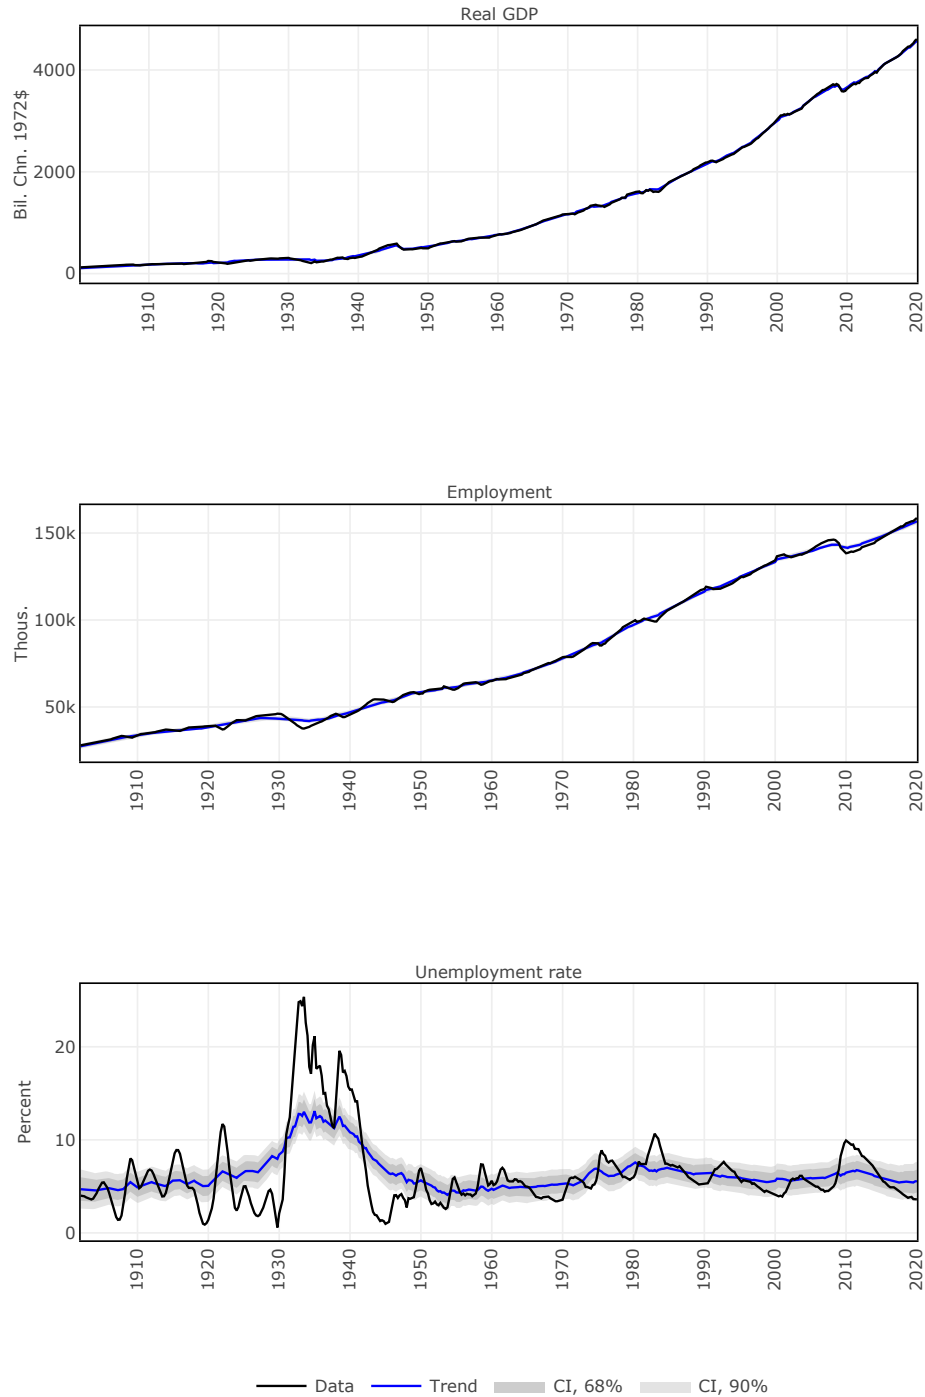 Real GDP
Bil. Chn. 1972$
4000
2000
0
1910 1920 1930 1940 1950 1960 1970 1980 1990 2000 2010 2020
Employment
Thous.
150k
100k
50k
1910 1920 1930 1940 1950 1960 1970 1980 1990 2000 2010 2020
Unemployment rate
Percent
20
10
0
1910 1920 1930 1940 1950 1960 1970 1980 1990 2000 2010 2020
Data Trend CI, 68% CI, 90%